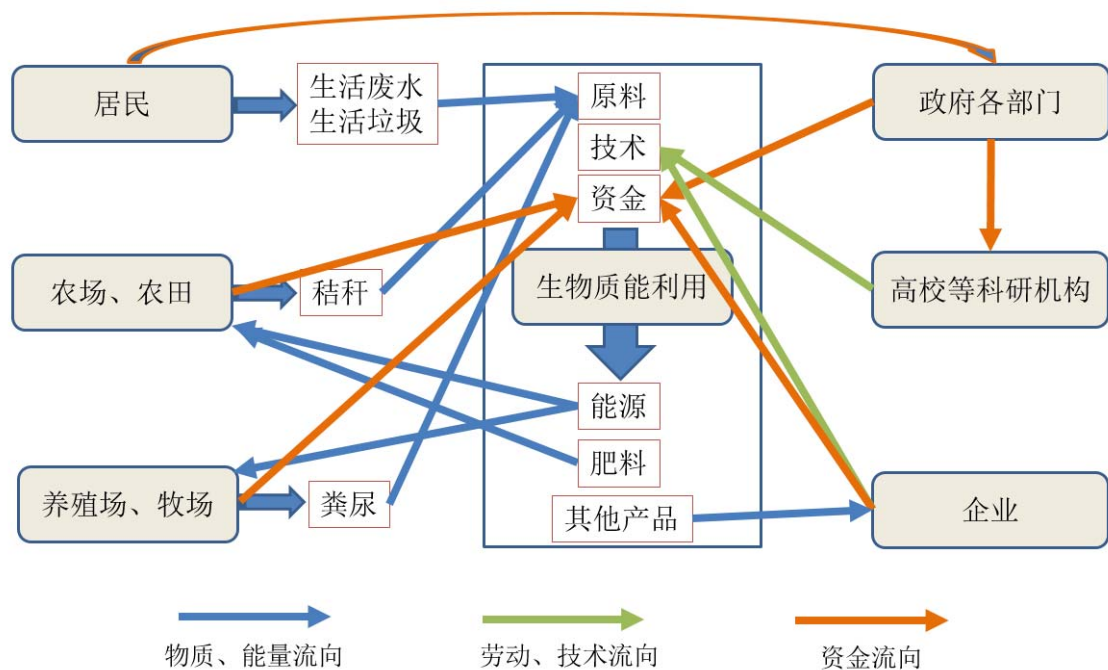 居民
生活废水
生活垃圾
原料
政府各部门
技术
资金
农场、农田
秸秆
生物质能利用
高校等科研机构
能源
肥料
养殖场、牧场
粪尿
其他产品
企业
物质、能量流向
劳动、技术流向
资金流向